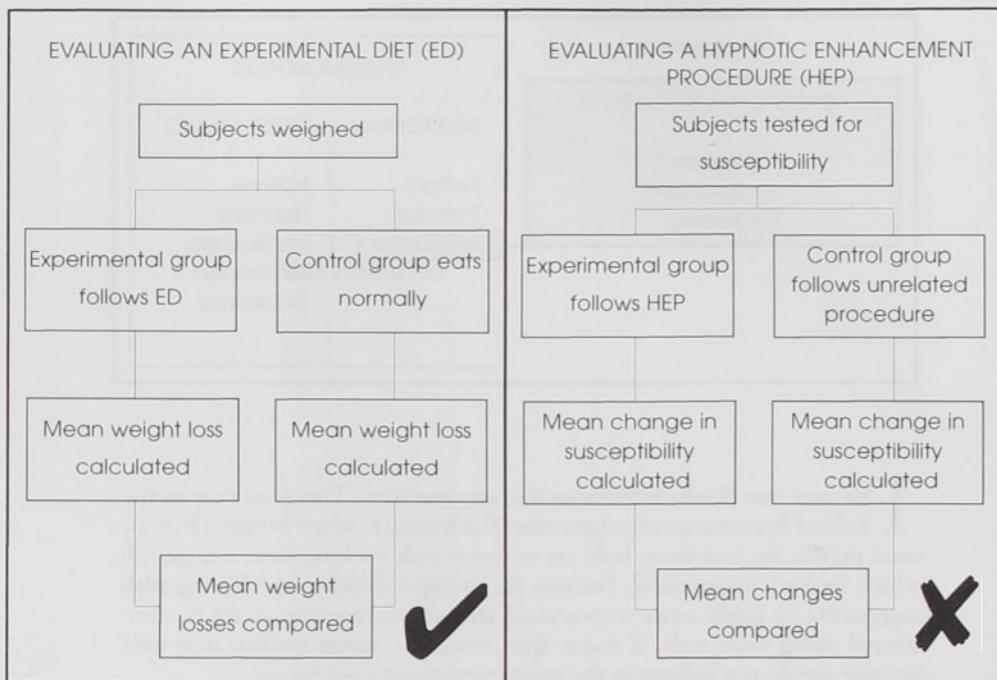 EVALUATING AN EXPERIMENTAL DIET (ED)
Subjects weighed
Experimental group
follows ED
Control group eats
normally
Mean weight loss
calculated
Mean weight loss
calculated
Mean weight
losses compared
EVALUATING A HYPNOTIC ENHANCEMENT
PROCEDURE (HEP)
Subjects tested for
susceptibility
Experimental group
follows HEP
Control group
follows unrelated
procedure
Mean change in
susceptibility
calculated
Mean change in
susceptibility
calculated
Mean changes
compared